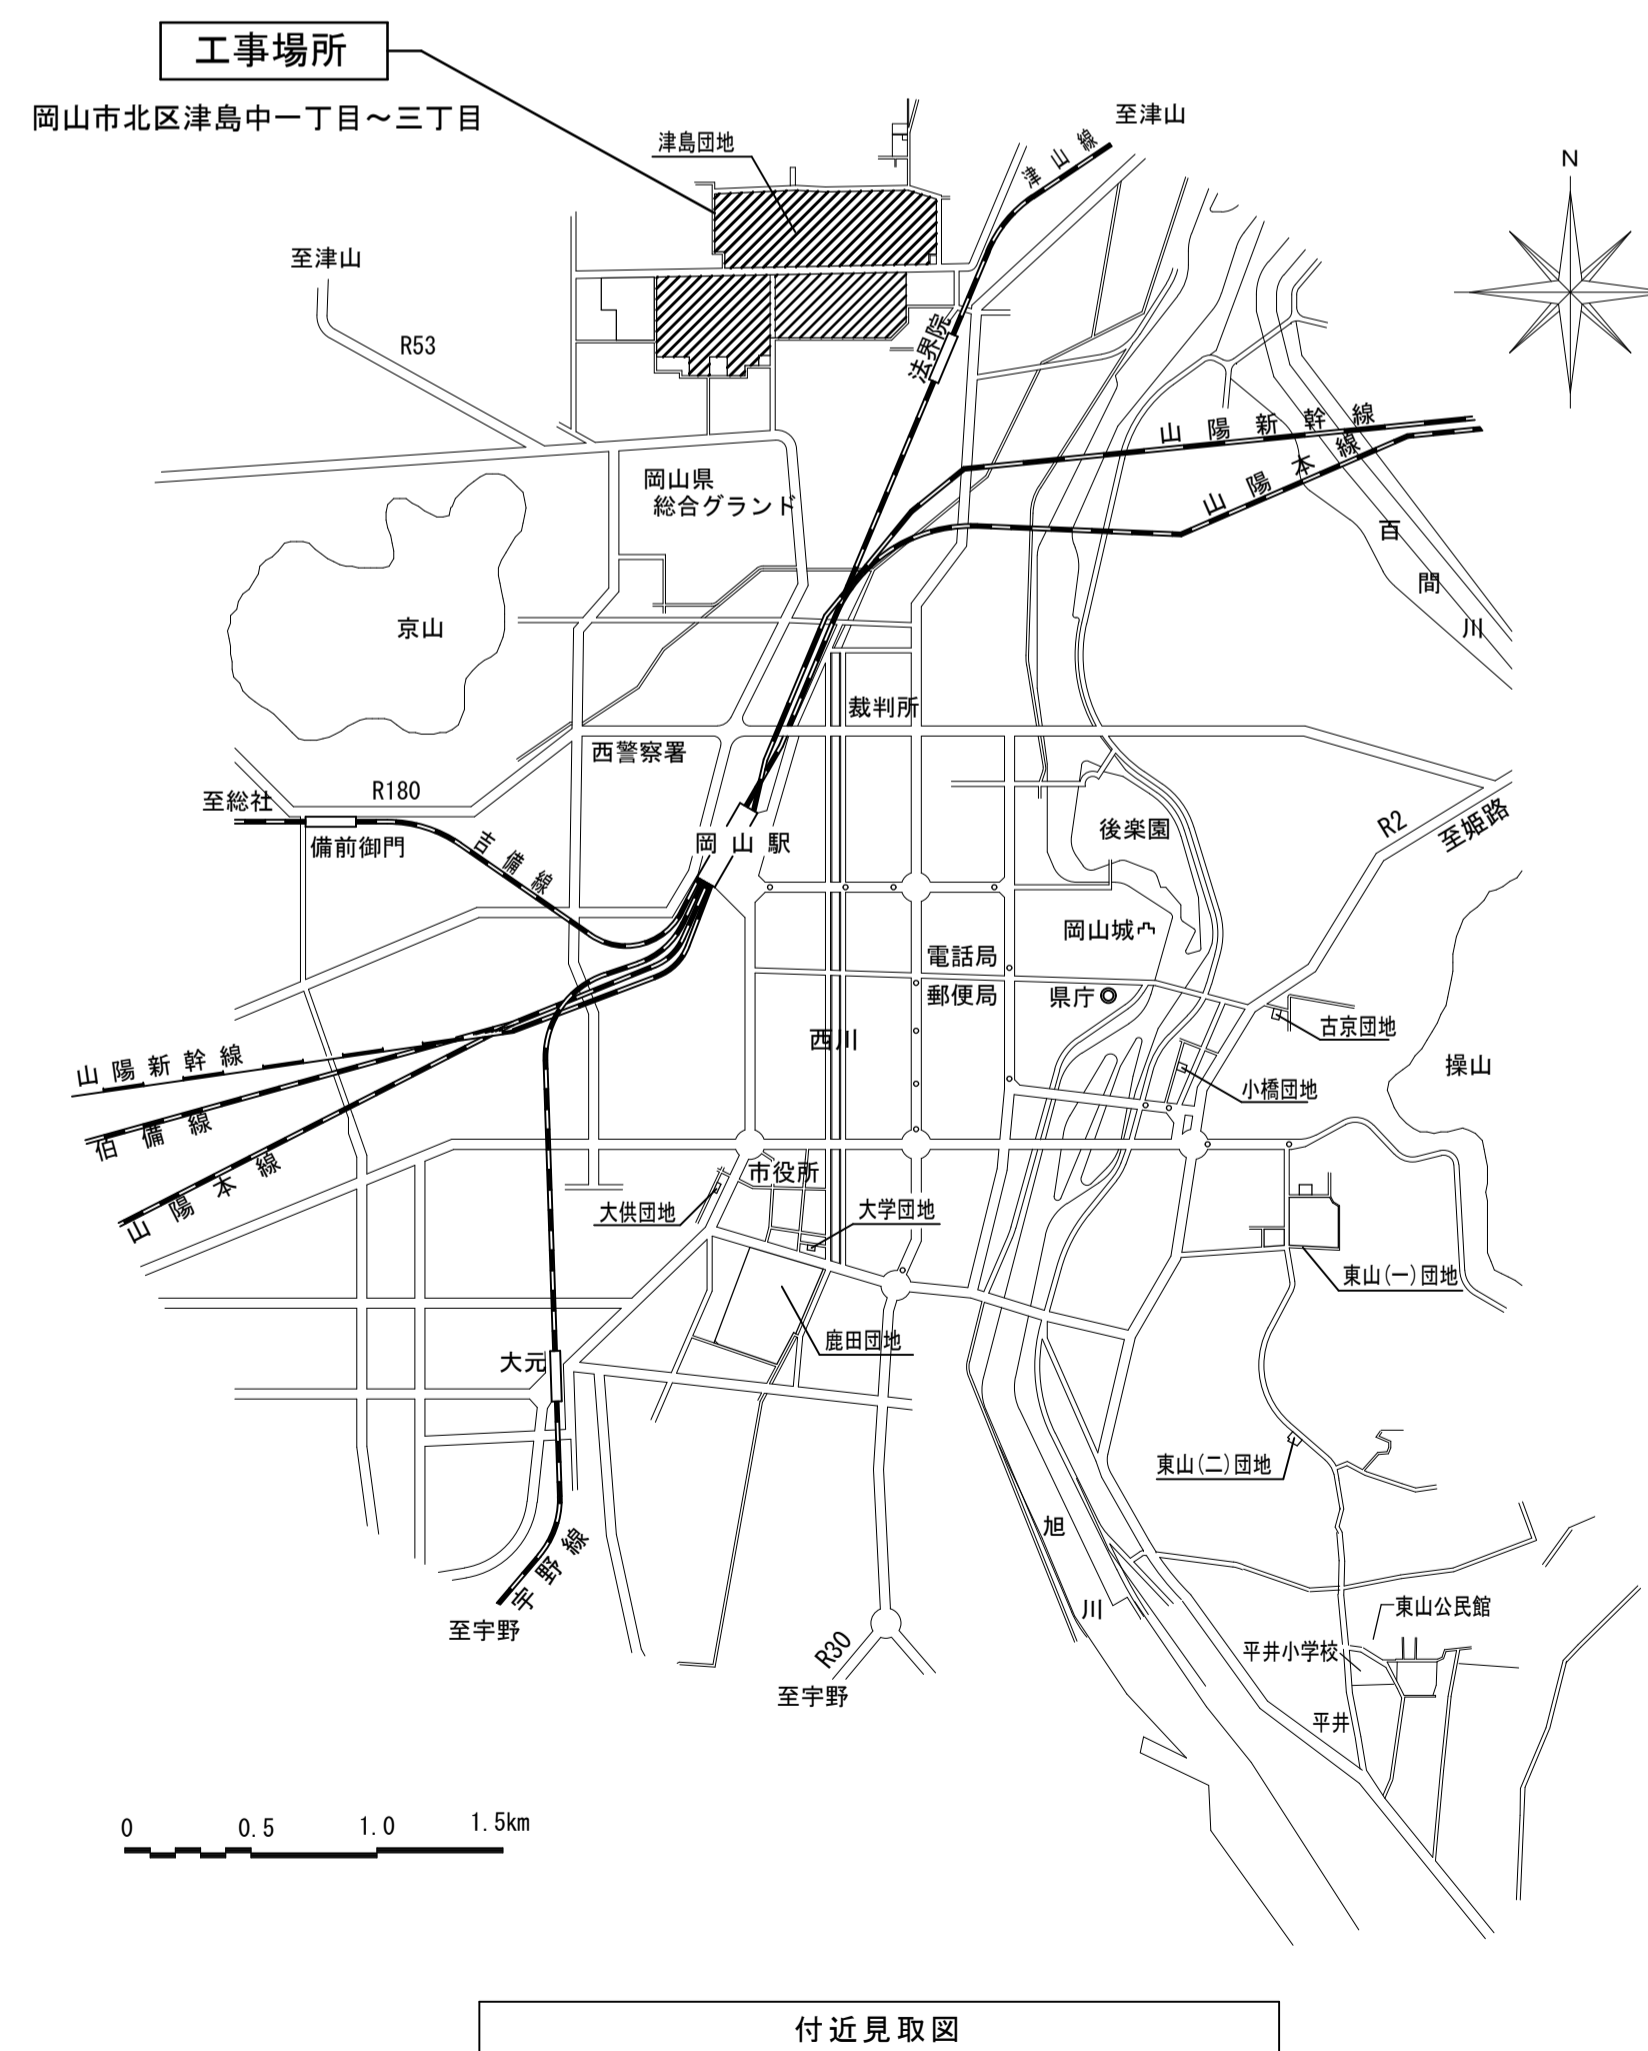 工事場所
岡山市北区津島中一丁目～三丁目
至津山
津島団地
津山線
N
至津山
R53
法界院
山陽新幹線
山陽本線
岡山県
総合グランド
百間川
京山
裁判所
西警察署
R180
至総社
備前御門
吉備線
岡山駅
後楽園
R2
至姫路
岡山城
電話局
郵便局
県庁
古京団地
西川
山陽新幹線
伯備線
山陽本線
小橋団地
操山
市役所
大供団地
大学団地
東山(一)団地
鹿田団地
大元
東山(二)団地
旭川
宇野線
至宇野
R30
至宇野
東山公民館
平井小学校
平井
0 0.5 1.0 1.5km
付近見取図